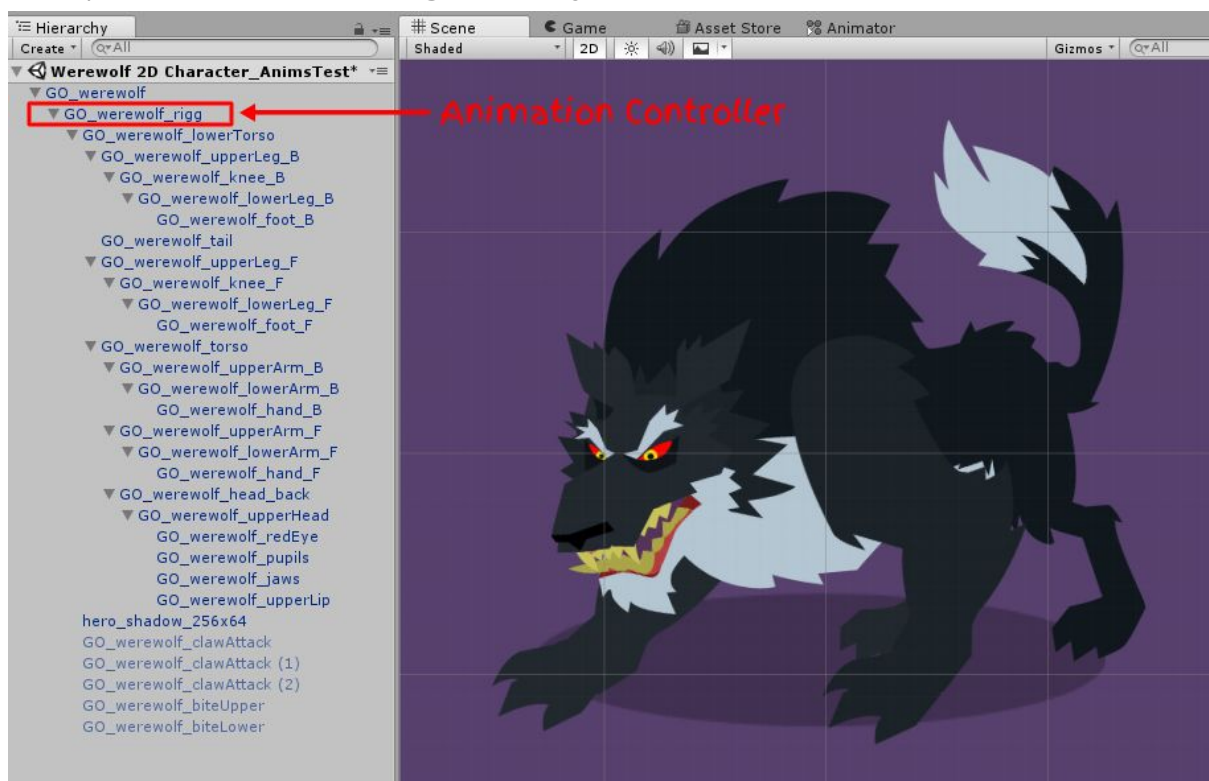 Hierarchy
Create
All
Werewolf 2D Character_AnimsTest*
GO_werewolf
GO_werewolf_rigg
GO_werewolf_lowerTorso
GO_werewolf_upperLeg_B
GO_werewolf_knee_B
GO_werewolf_lowerLeg_B
GO_werewolf_foot_B
GO_werewolf_tail
GO_werewolf_upperLeg_F
GO_werewolf_knee_F
GO_werewolf_lowerLeg_F
GO_werewolf_foot_F
GO_werewolf_torso
GO_werewolf_upperArm_B
GO_werewolf_lowerArm_B
GO_werewolf_hand_B
GO_werewolf_upperArm_F
GO_werewolf_lowerArm_F
GO_werewolf_hand_F
GO_werewolf_head_back
GO_werewolf_upperHead
GO_werewolf_redEye
GO_werewolf_pupils
GO_werewolf_jaws
GO_werewolf_upperLip
hero_shadow_256x64
GO_werewolf_clawAttack
GO_werewolf_clawAttack (1)
GO_werewolf_clawAttack (2)
GO_werewolf_biteUpper
GO_werewolf_biteLower
Scene Game Asset Store Animator
Shaded 2D Gizmos All
Animation Controller